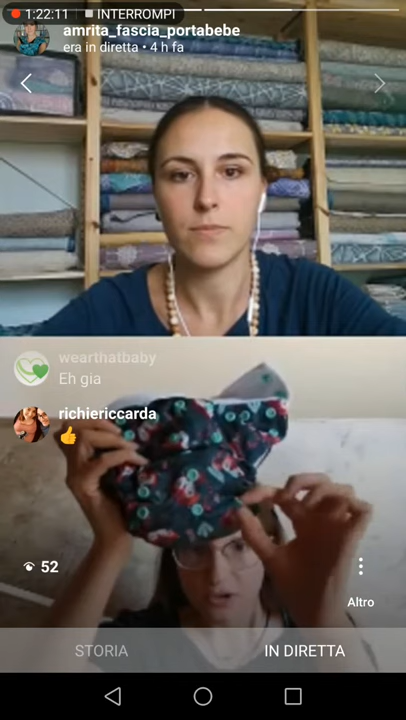 1:22:11 INTERROMPI
amrita_fascia_portabebe
era in diretta • 4 h fa
wearthatbaby
Eh gia
richiericcarda
👍
52
Altro
STORIA
IN DIRETTA